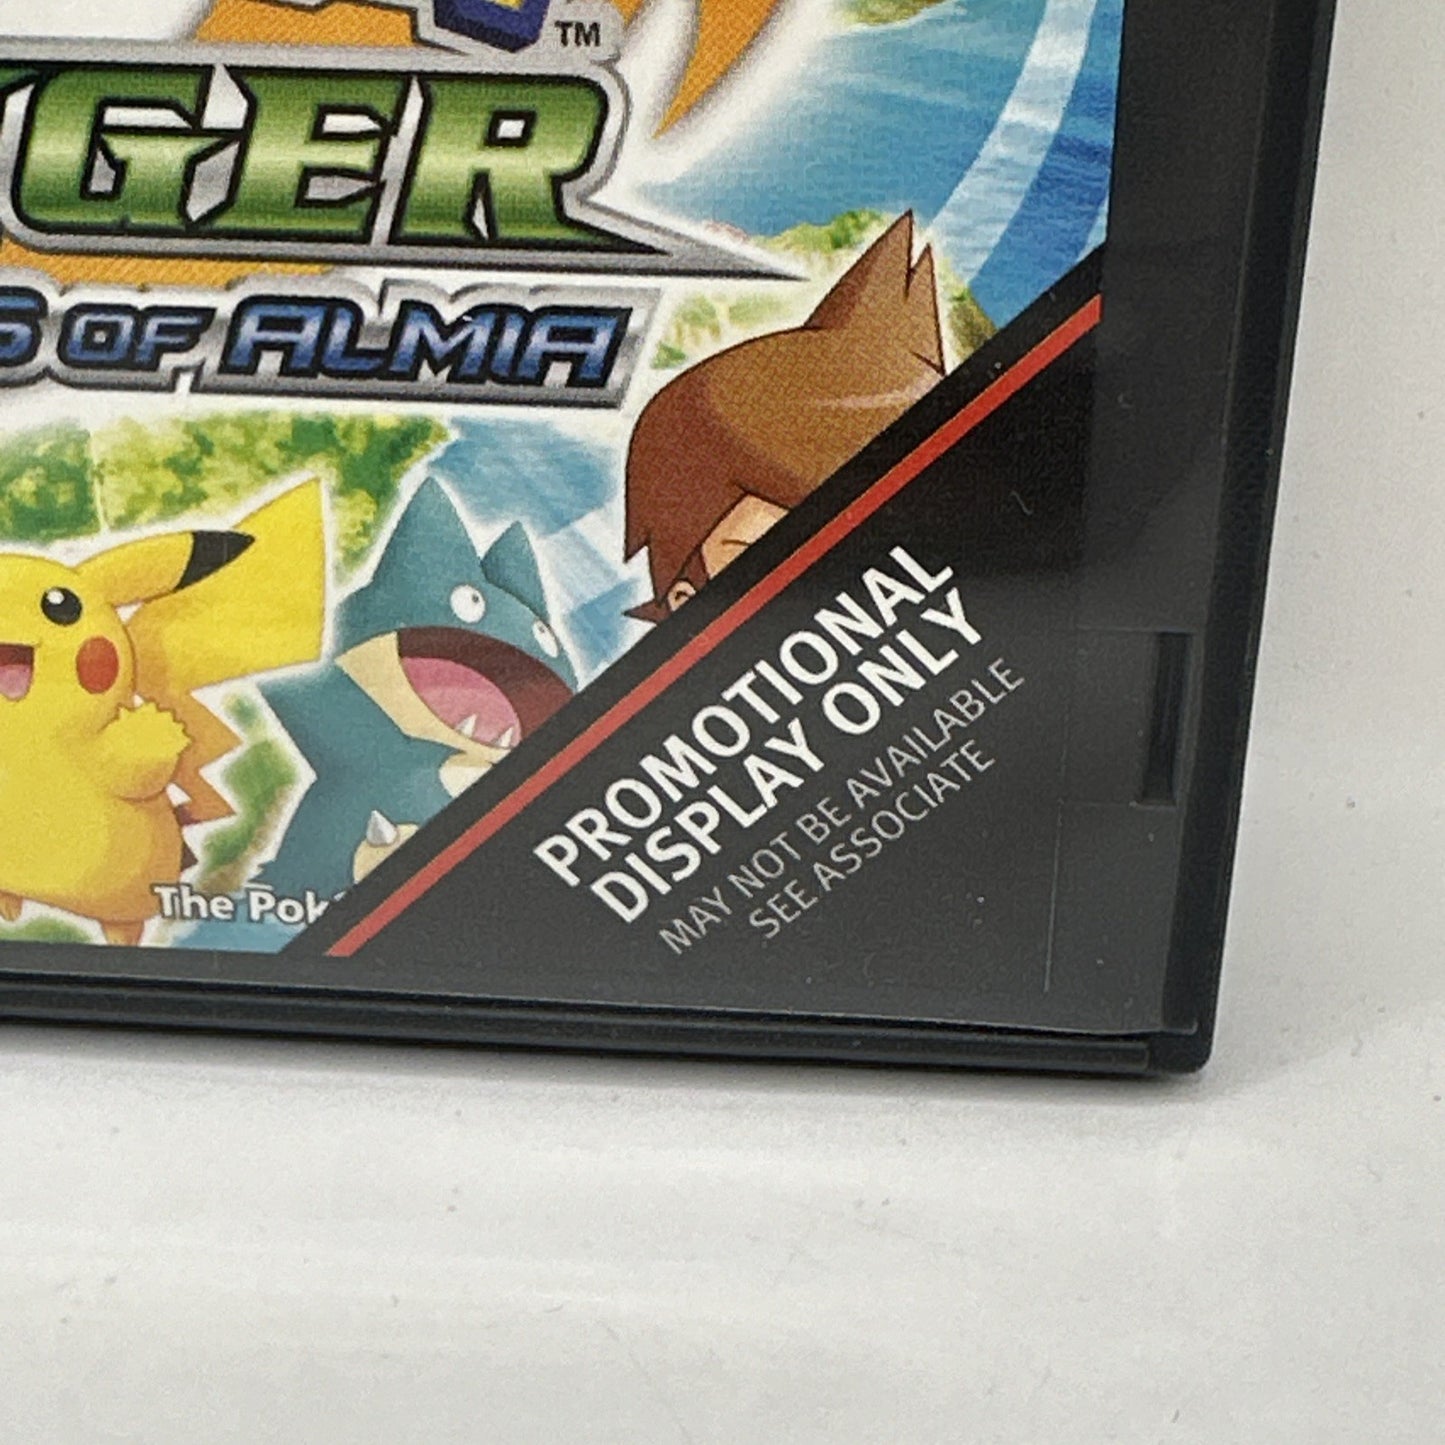 TM
GER
S OF ALMIA
The Pok
PROMOTIONAL
DISPLAY ONLY
MAY NOT BE AVAILABLE
SEE ASSOCIATE